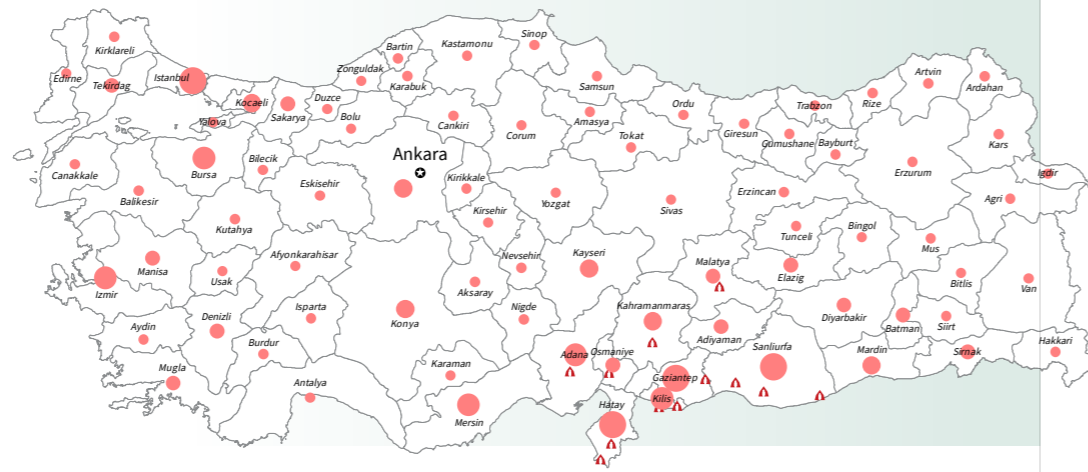 Sinop
Bartin
Kastamonu
Kirklareli
Zonguldak
Artvin
Edirne
Istanbul
Tekirdag
Karabuk
Samsun
Ardahan
Duzce
Kocaeli
Ordu
Trabzon
Rize
Sakarya
Bolu
Yalova
Cankiri
Amasya
Corum
Tokat
Giresun
Gumushane
Bayburt
Kars
Ankara
Bilecik
Canakkale
Bursa
Erzurum
Igdir
Kirikkale
Eskisehir
Erzincan
Agri
Balikesir
Yozgat
Kirsehir
Sivas
Kutahya
Tunceli
Bingol
Mus
Afyonkarahisar
Nevsehir
Kayseri
Malatya
Manisa
Usak
Elazig
Bitlis
Van
Izmir
Aksaray
Isparta
Nigde
Kahramanmaras
Konya
Denizli
Diyarbakir
Aydin
Batman
Siirt
Burdur
Adiyaman
Sanliurfa
Mardin
Sirnak
Hakkari
Adana
Osmaniye
Karaman
Mugla
Gaziantep
Antalya
Kilis
Hatay
Mersin